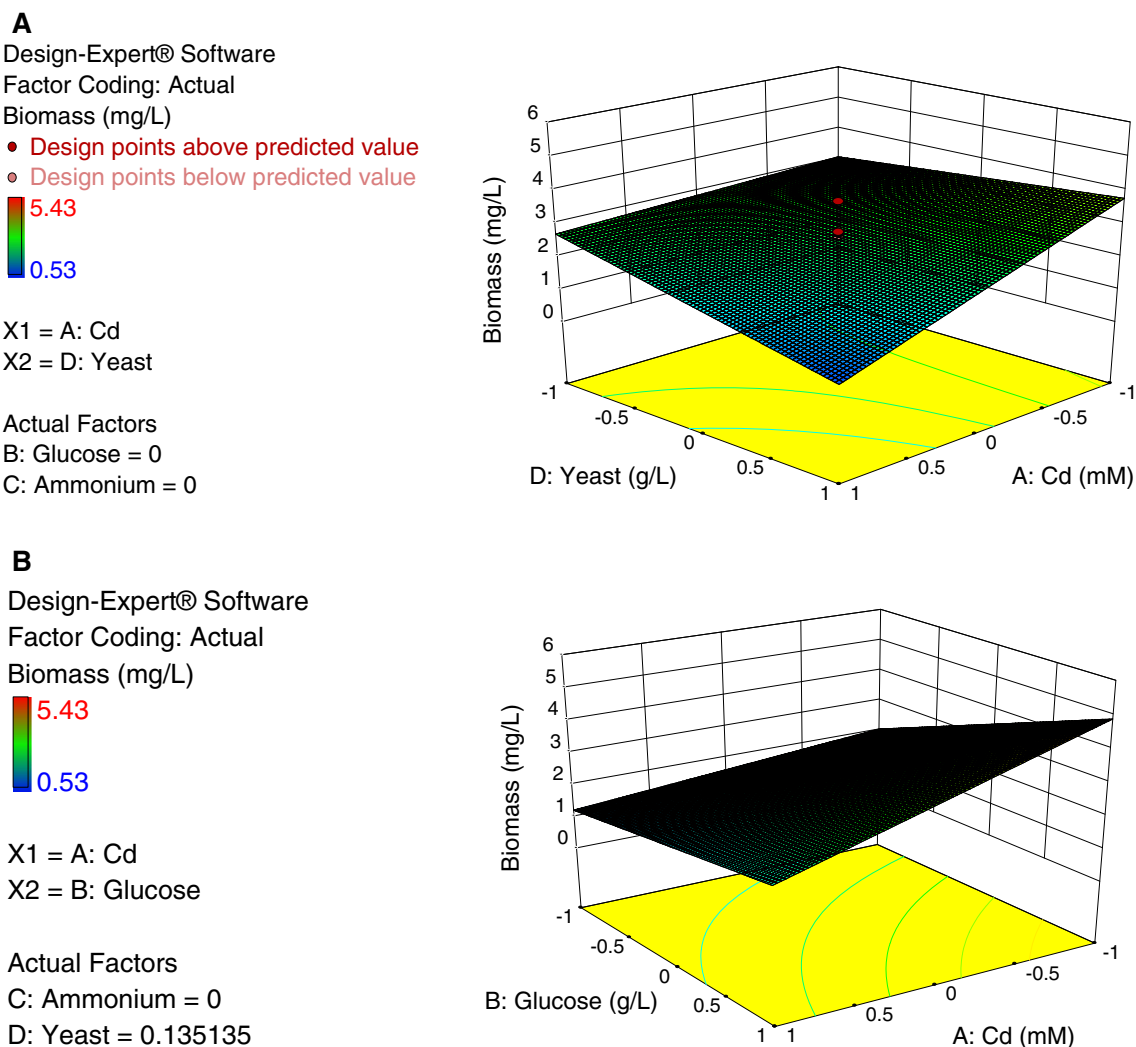 A
Design-Expert® Software
Factor Coding: Actual
Biomass (mg/L)
Design points above predicted value
Design points below predicted value
5.43
0.53
X1 = A: Cd
X2 = D: Yeast
Actual Factors
B: Glucose = 0
C: Ammonium = 0
6
5
4
3
2
1
0
Biomass (mg/L)
-1
-0.5
0
0.5
1
D: Yeast (g/L)
1
0.5
0
-0.5
-1
A: Cd (mM)
B
Design-Expert® Software
Factor Coding: Actual
Biomass (mg/L)
5.43
0.53
X1 = A: Cd
X2 = B: Glucose
Actual Factors
C: Ammonium = 0
D: Yeast = 0.135135
6
5
4
3
2
1
0
Biomass (mg/L)
-1
-0.5
0
0.5
1
B: Glucose (g/L)
1
0.5
0
-0.5
-1
A: Cd (mM)